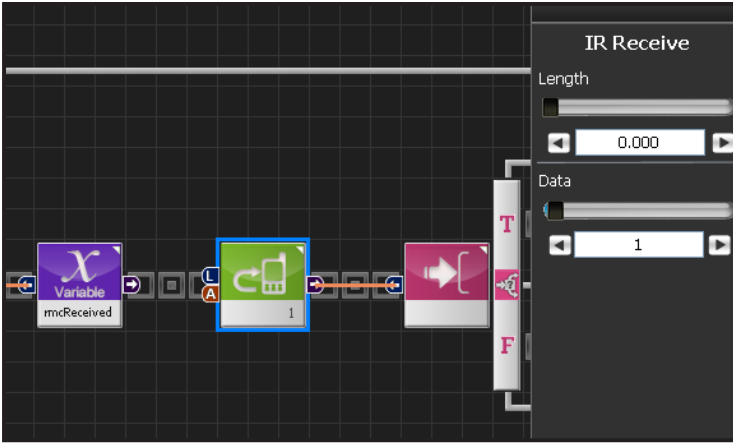 IR Receive
Length
0.000
Data
1
T
x
Variable
rmcReceived
L
A
1
?
F